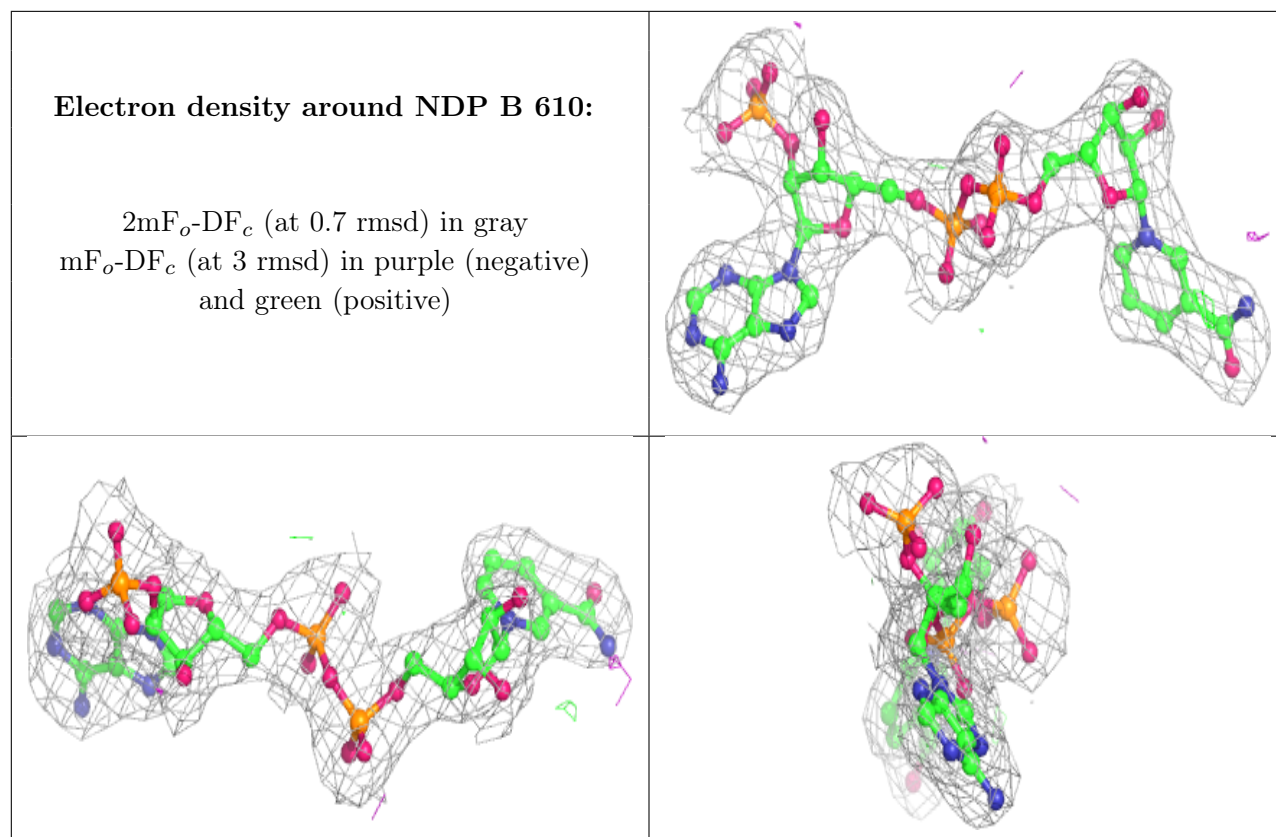 Electron density around NDP B 610:
2mFo-DFc (at 0.7 rmsd) in gray
mFo-DFc (at 3 rmsd) in purple (negative)
and green (positive)